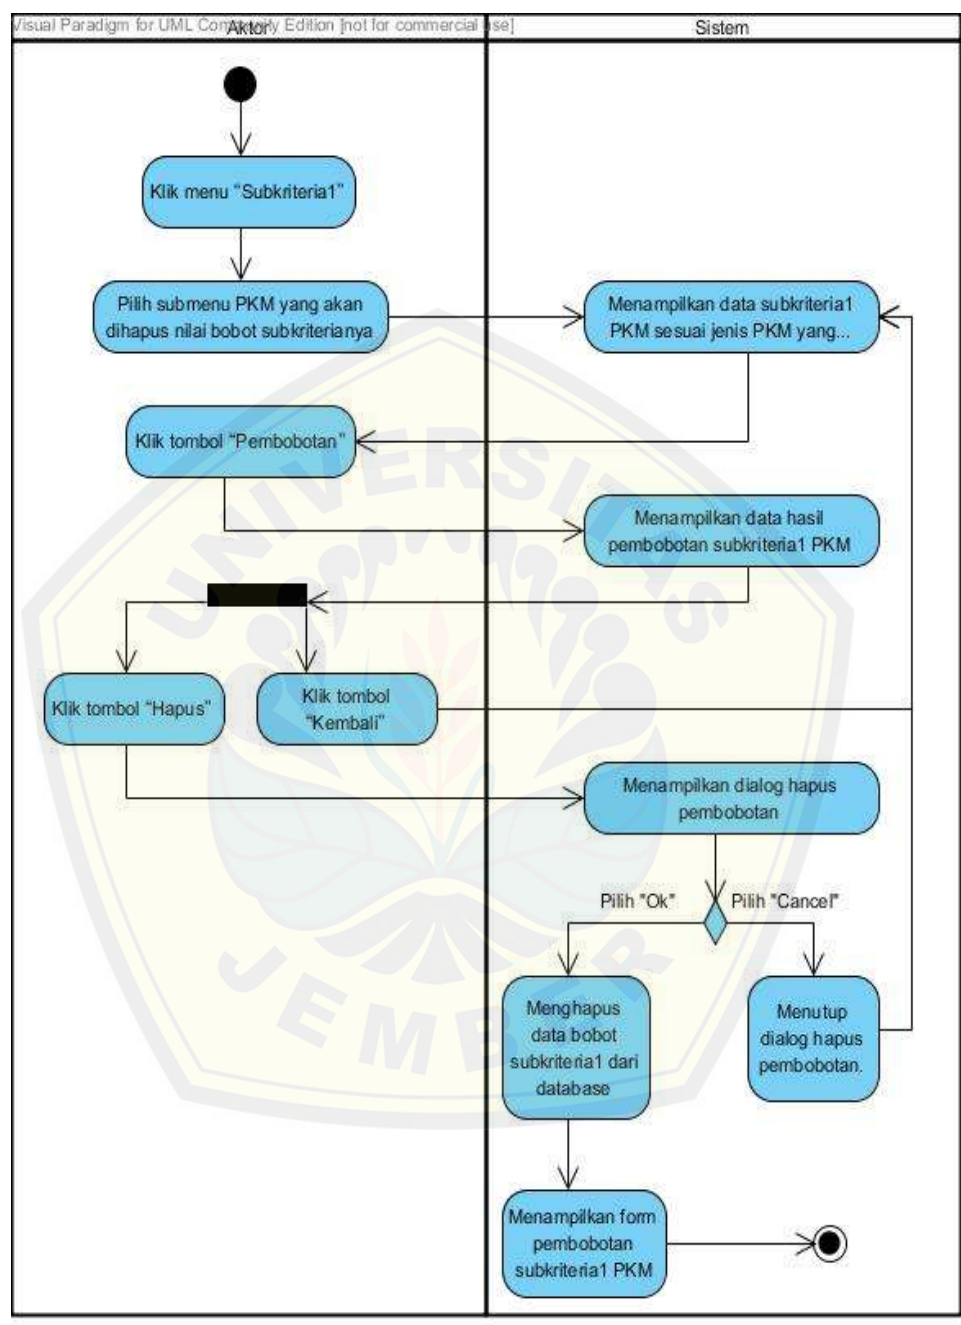 Visual Paradigm for UML Community Edition [not for commercial use]
Aktor
Sistem
Klik menu “Subkriteria1”
Pilih submenu PKM yang akan
dihapus nilai bobot subkriterianya
Menampilkan data subkriteria1
PKM sesuai jenis PKM yang...
Klik tombol “Pembobotan”
Menampilkan data hasil
pembobotan subkriteria1 PKM
Klik tombol “Hapus”
Klik tombol
“Kembali”
Menampilkan dialog hapus
pembobotan
Pilih "Ok"
Pilih "Cancel"
Menghapus
data bobot
subkriteria1 dari
database
Menutup
dialog hapus
pembobotan.
Menampilkan form
pembobotan
subkriteria1 PKM
UNIVERSITAS
JEMBER